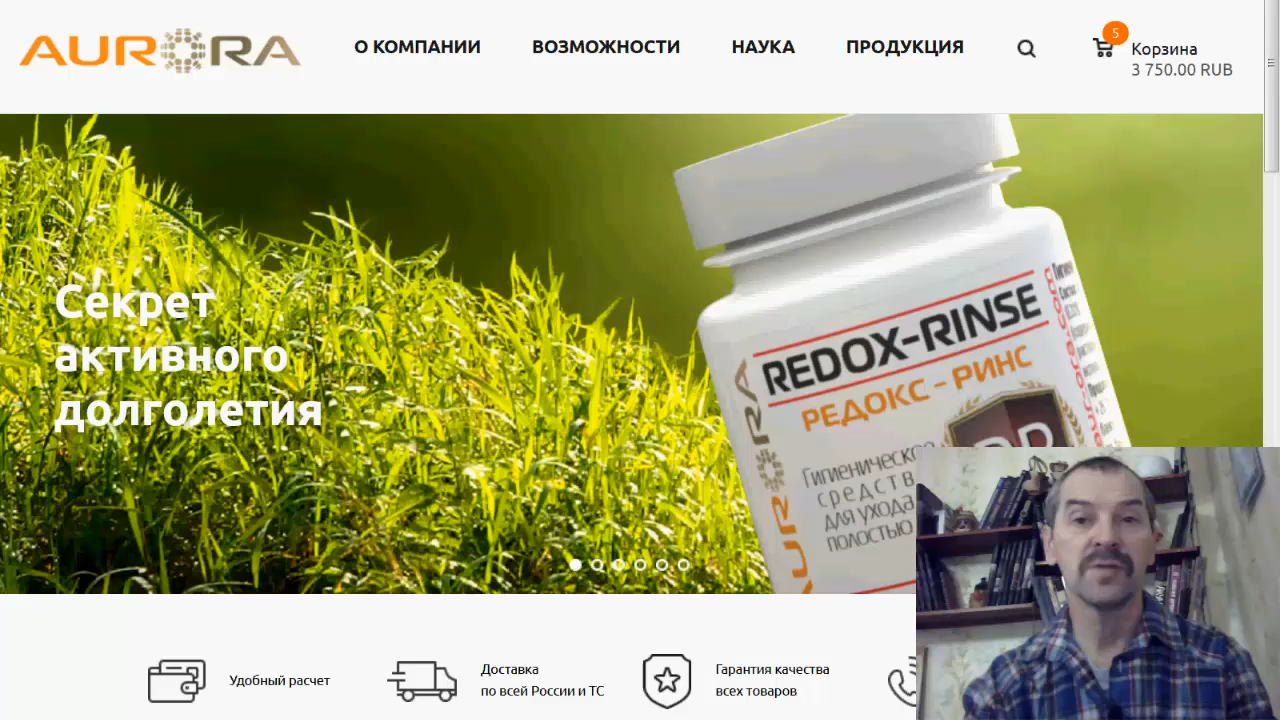 AURORA
О КОМПАНИИ
ВОЗМОЖНОСТИ
НАУКА
ПРОДУКЦИЯ
5
Корзина
3 750.00 RUB
Секрет
активного
долголетия
REDOX-RINSE
РЕДОКС - РИНС
Гигиеническое
средств
для ухода
полостью
AURORA
Удобный расчет
Доставка
по всей России и ТС
Гарантия качества
всех товаров